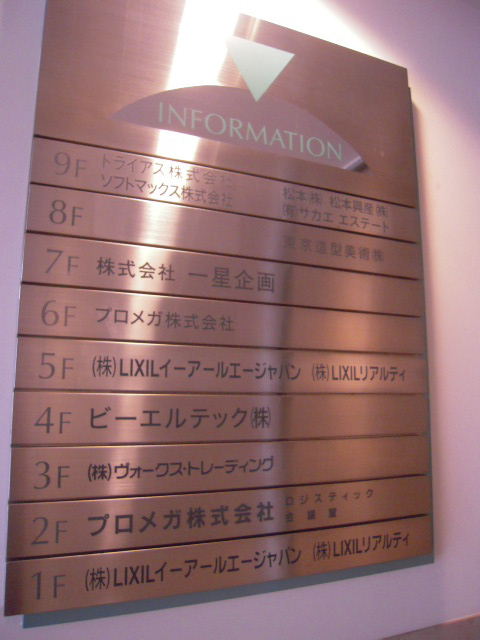 INFORMATION
9F トライアス株式会社 松本㈱ 松本興産㈱
ソフトマックス株式会社 ㈲サカエ エステート
8F 東京造型美術㈱
7F 株式会社 一星企画
6F プロメガ株式会社
5F (株)LIXILイーアールエージャパン (株)LIXILリアルティ
4F ビーエルテック㈱
3F (株)ヴォークス・トレーディング
2F プロメガ株式会社 ロジスティック
会議室
1F (株)LIXILイーアールエージャパン (株)LIXILリアルティ